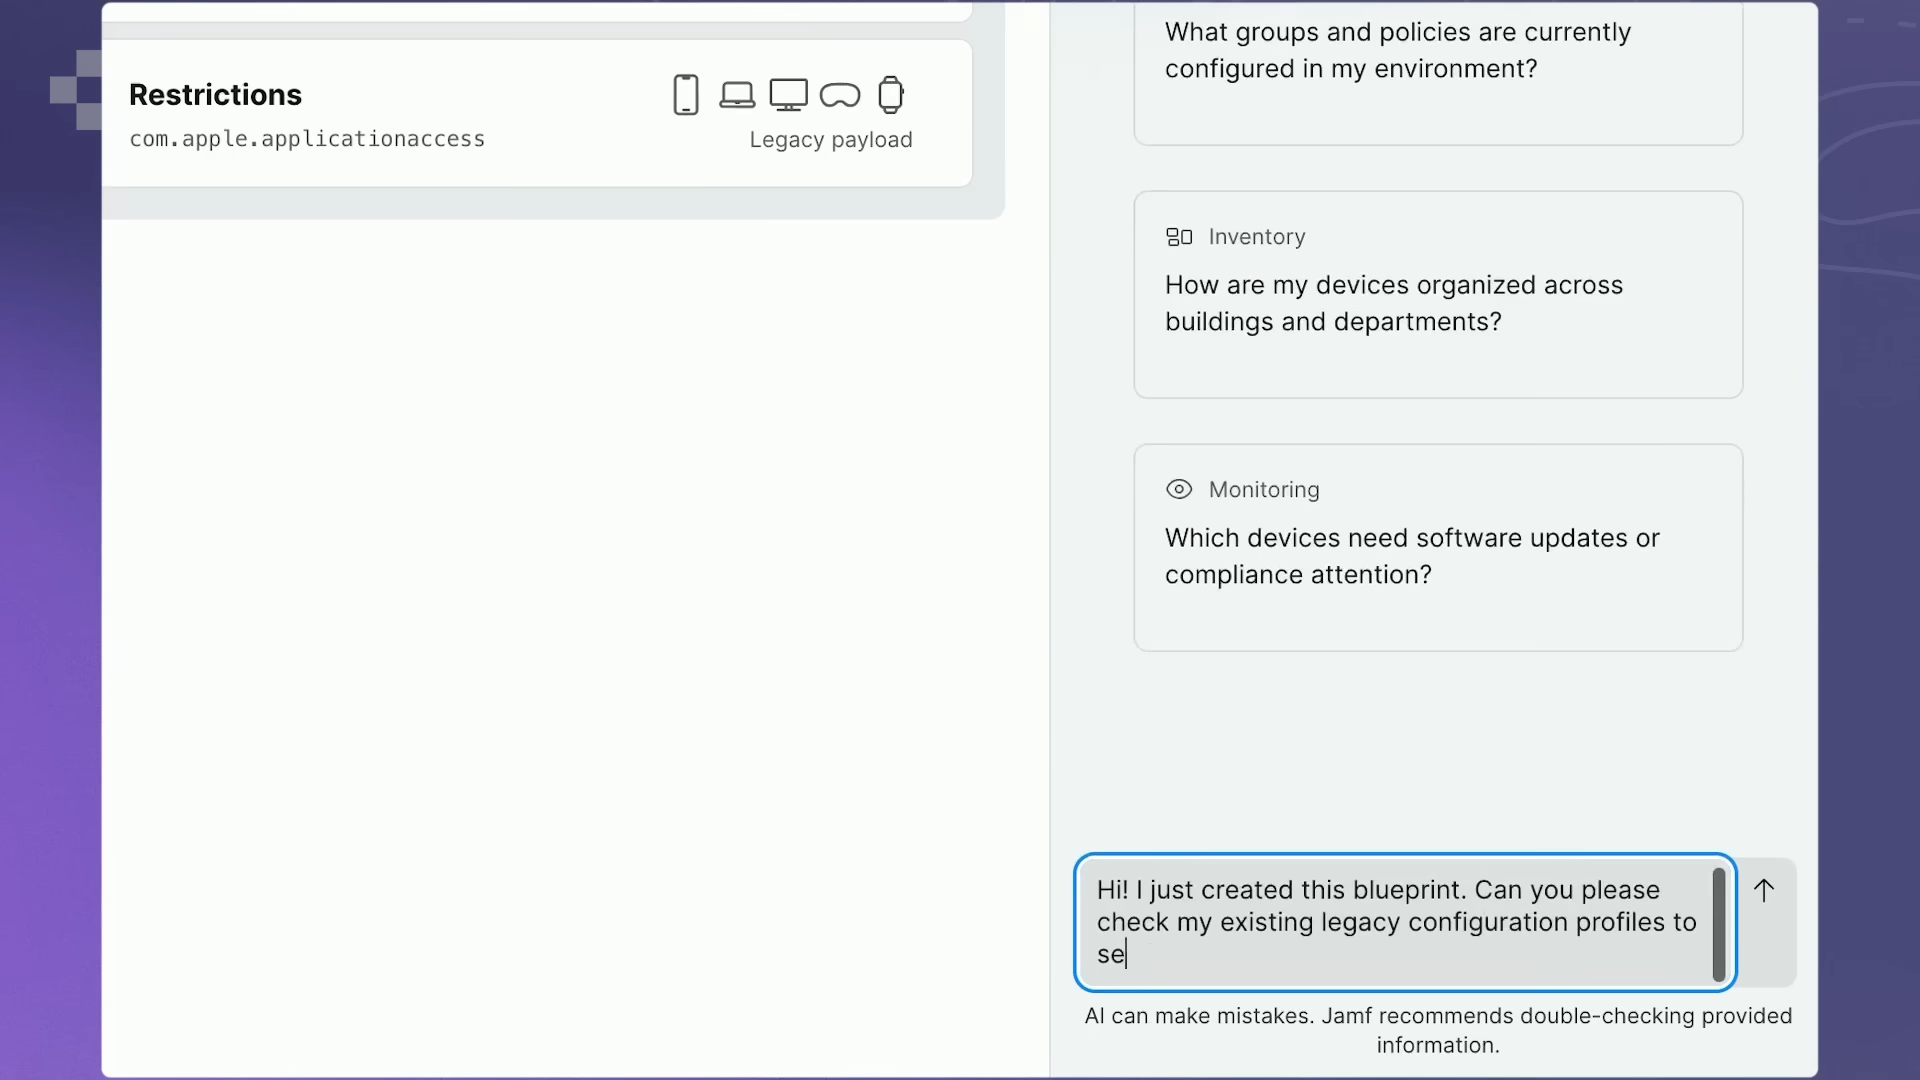 Restrictions
com.apple.applicationaccess
Legacy payload
What groups and policies are currently
configured in my environment?
Inventory
How are my devices organized across
buildings and departments?
Monitoring
Which devices need software updates or
compliance attention?
Hi! I just created this blueprint. Can you please
check my existing legacy configuration profiles to
se
AI can make mistakes. Jamf recommends double-checking provided
information.